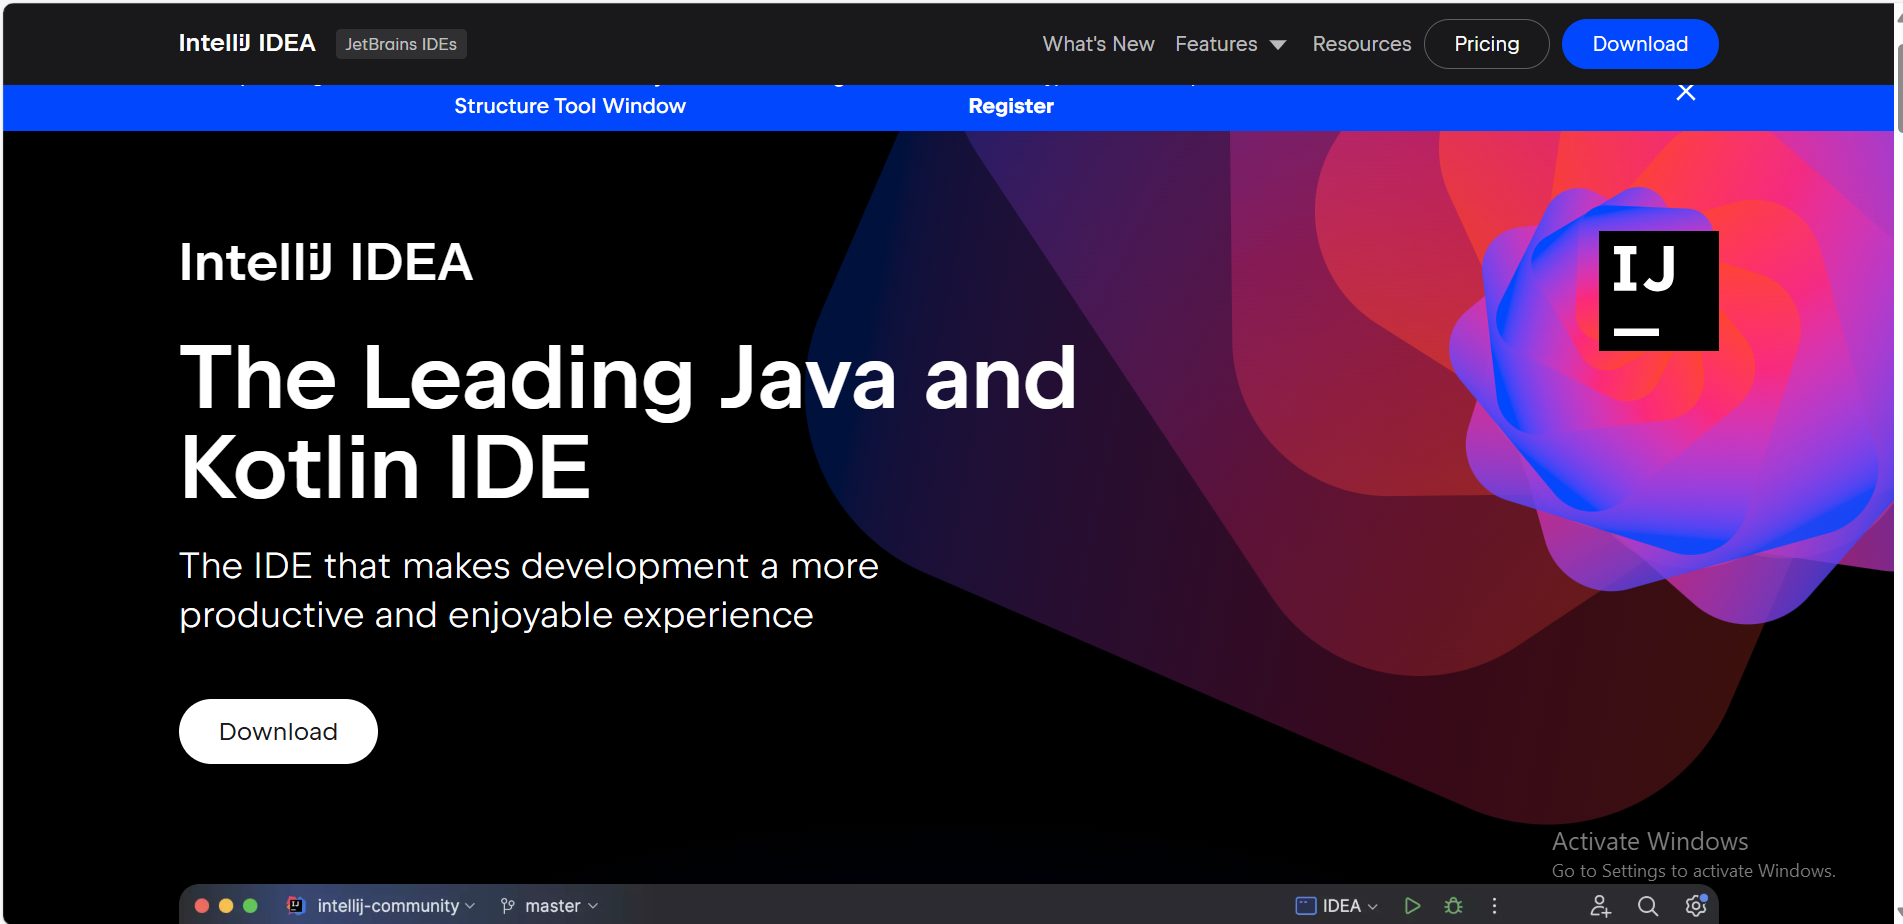 IntelliJ IDEA JetBrains IDEs What's New Features Resources Pricing Download
Structure Tool Window Register
IntelliJ IDEA
IJ
The Leading Java and
Kotlin IDE
The IDE that makes development a more
productive and enjoyable experience
Download
Activate Windows
Go to Settings to activate Windows.
IJ intellij-community master IDEA